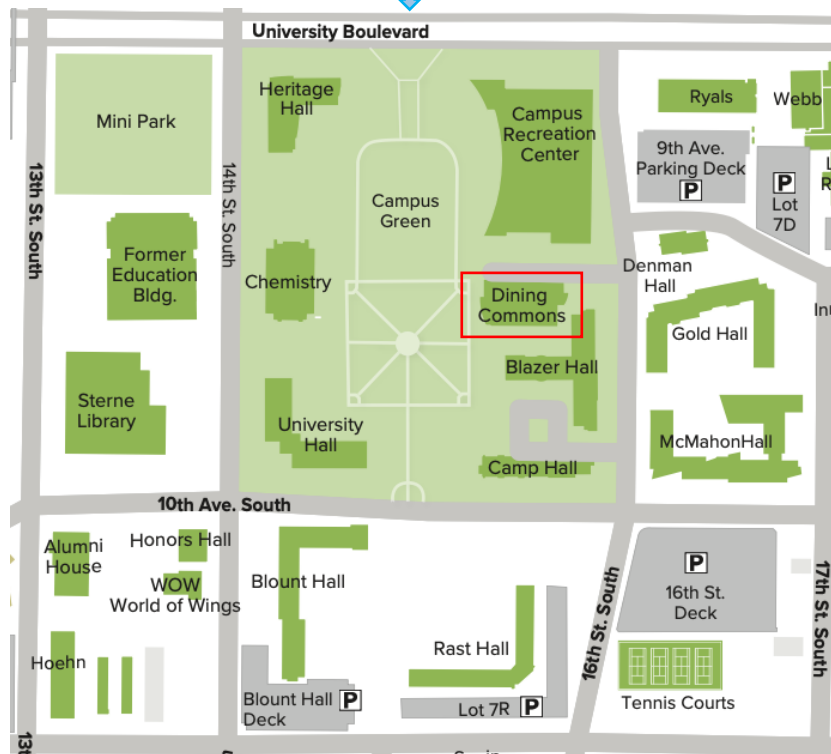 University Boulevard
Heritage
Hall
Mini Park
Campus
Recreation
Center
Ryals
Webb
9th Ave.
Parking Deck
P
P
Lot
7D
13th St. South
14th St. South
Campus
Green
Former
Education
Bldg.
Chemistry
Dining
Commons
Denman
Hall
Gold Hall
Blazer Hall
Sterne
Library
University
Hall
McMahonHall
Camp Hall
10th Ave. South
Alumni
House
Honors Hall
WOW
World of Wings
Blount Hall
16th St. South
P
16th St.
Deck
17th St. South
Hoehn
Rast Hall
Blount Hall
Deck
P
Lot 7R
P
Tennis Courts